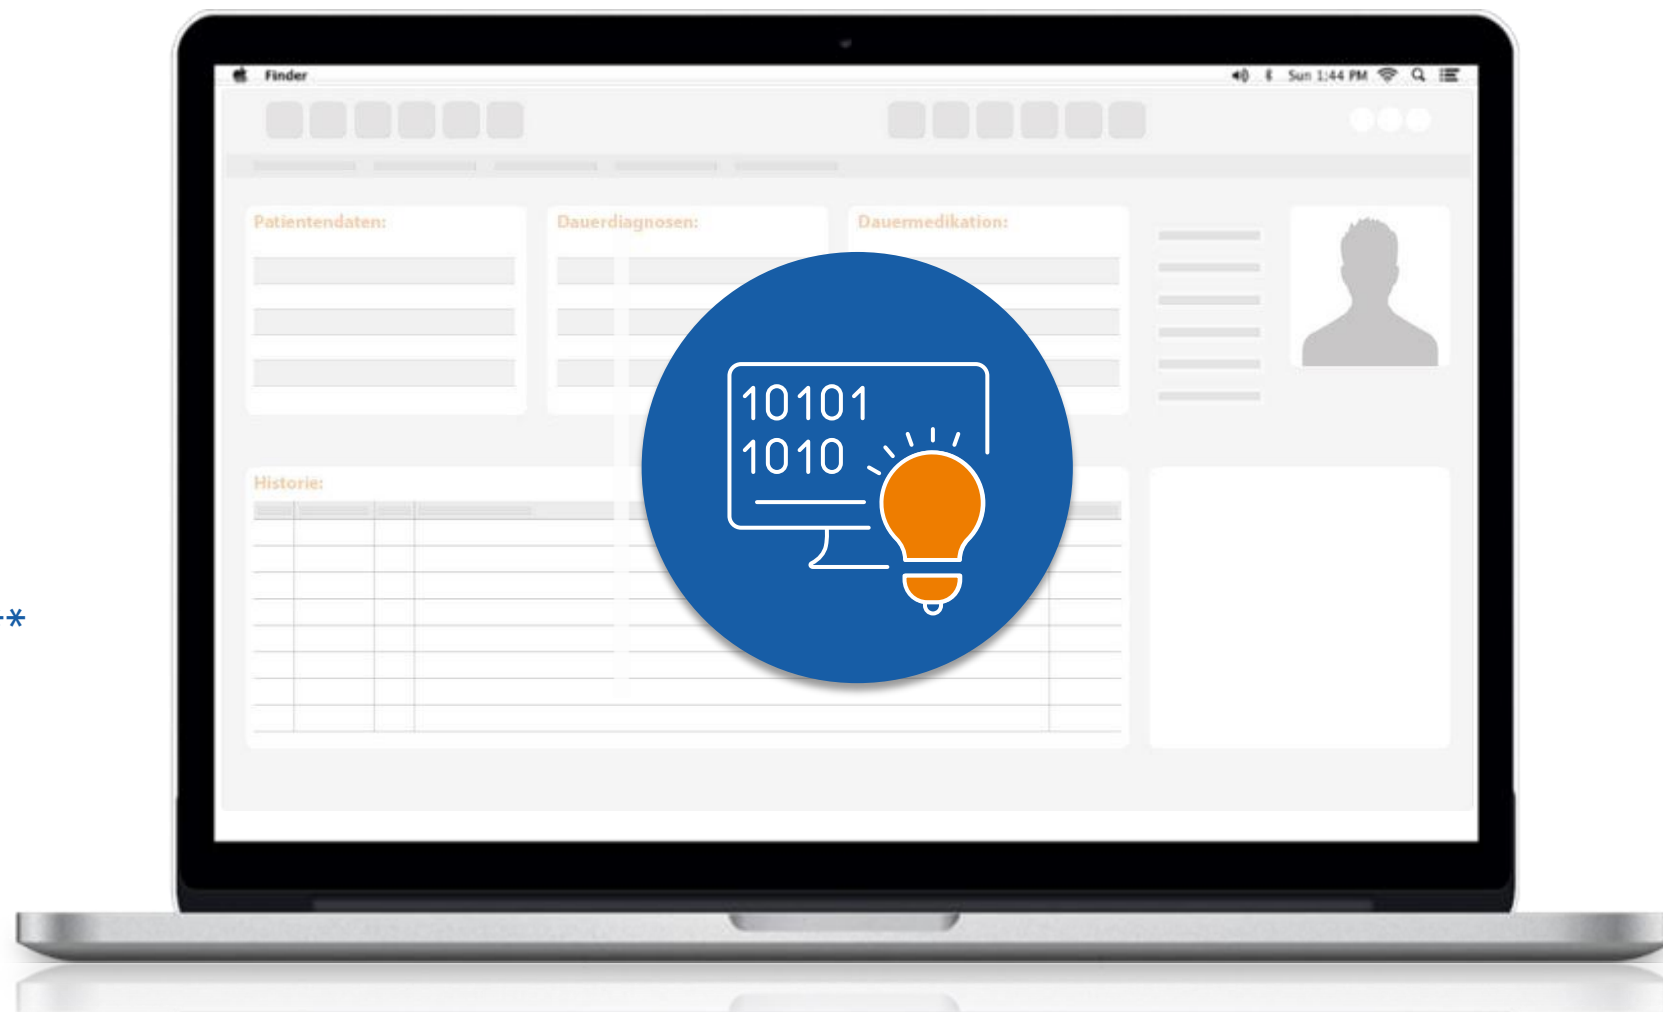 Finder
Sun 1:44 PM
Patientendaten:
Dauerdiagnosen:
Dauermedikation:
10101
1010
Historie:
-*